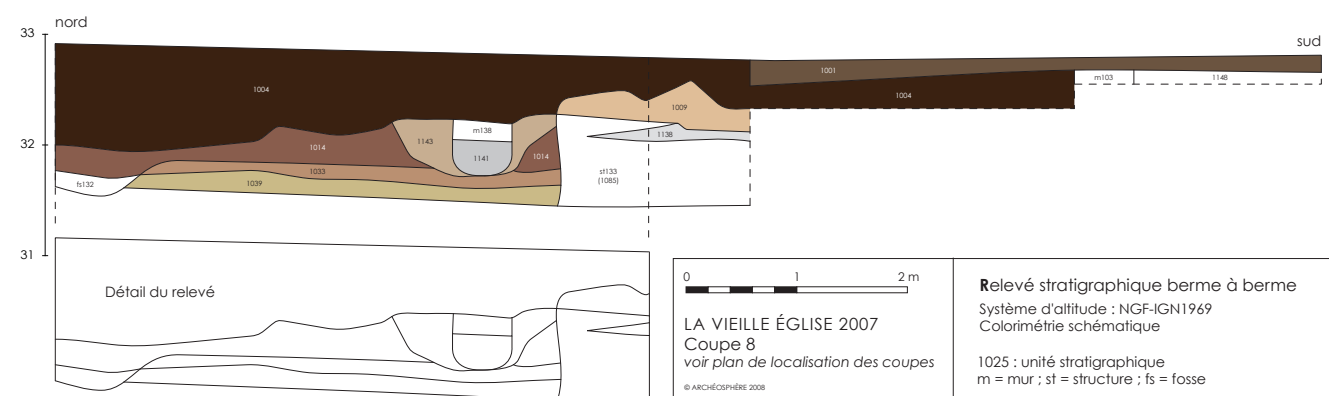 nord
33
sud
1001
1004
m103
1148
1004
1009
m138
1138
32
1143
1014
1141
1014
1033
st133
(1085)
fs132
1039
31
Détail du relevé
0 1 2 m
LA VIEILLE ÉGLISE 2007
Coupe 8
voir plan de localisation des coupes
© ARCHÉOSPHÈRE 2008
Relevé stratigraphique berme à berme
Système d'altitude : NGF-IGN1969
Colorimétrie schématique
1025 : unité stratigraphique
m = mur ; st = structure ; fs = fosse